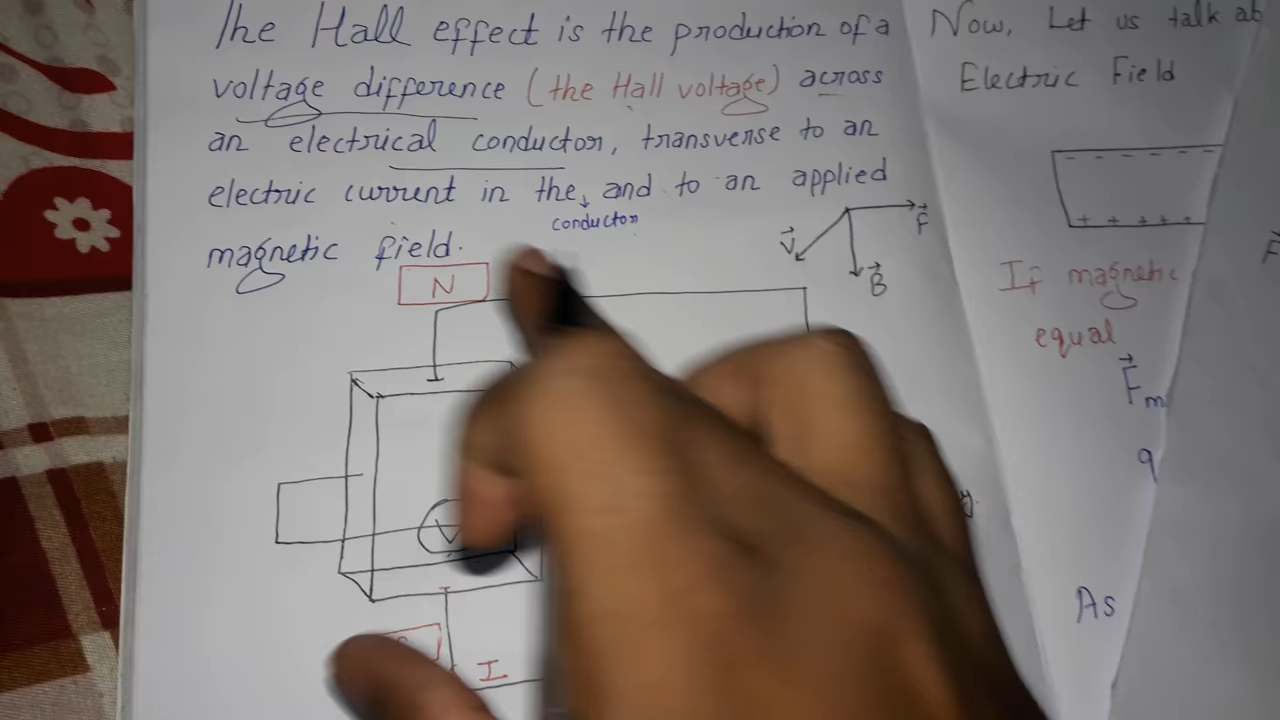 The Hall effect is the production of a
voltage difference (the Hall voltage) across
an electrical conductor, transverse to an
electric current in the, and to an applied
conductor
magnetic field.
N
V
I
V
F
B
Now, Let us talk
Electric Field
- - - - -
+ + + + +
If magnetic
equal
Fm
q
As